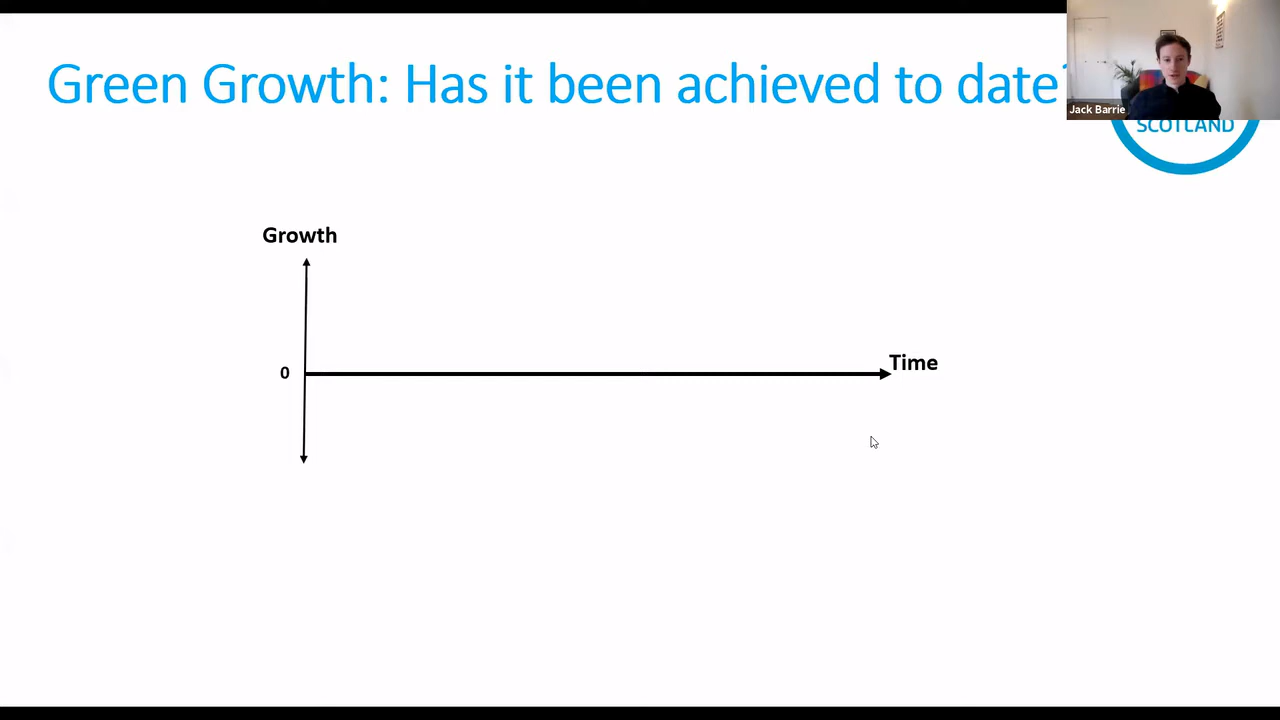 Green Growth: Has it been achieved to date?
Jack Barrie
SCOTLAND
Growth
Time
0